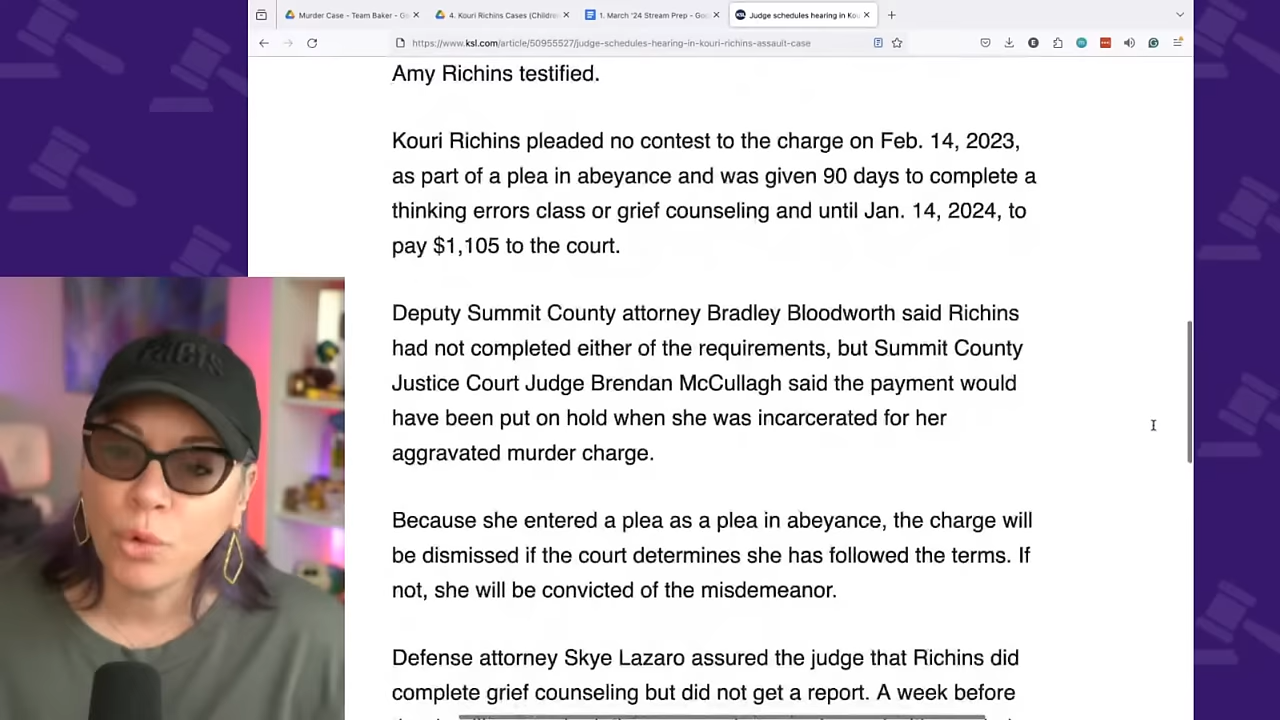 Murder Case - Team Baker - Go
4. Kouri Richins Cases (Childre
1. March '24 Stream Prep - Goo
Judge schedules hearing in Kou
https://www.ksl.com/article/50955527/judge-schedules-hearing-in-kouri-richins-assault-case
Amy Richins testified.
Kouri Richins pleaded no contest to the charge on Feb. 14, 2023,
as part of a plea in abeyance and was given 90 days to complete a
thinking errors class or grief counseling and until Jan. 14, 2024, to
pay $1,105 to the court.
Deputy Summit County attorney Bradley Bloodworth said Richins
had not completed either of the requirements, but Summit County
Justice Court Judge Brendan McCullagh said the payment would
have been put on hold when she was incarcerated for her
aggravated murder charge.
Because she entered a plea as a plea in abeyance, the charge will
be dismissed if the court determines she has followed the terms. If
not, she will be convicted of the misdemeanor.
Defense attorney Skye Lazaro assured the judge that Richins did
complete grief counseling but did not get a report. A week before